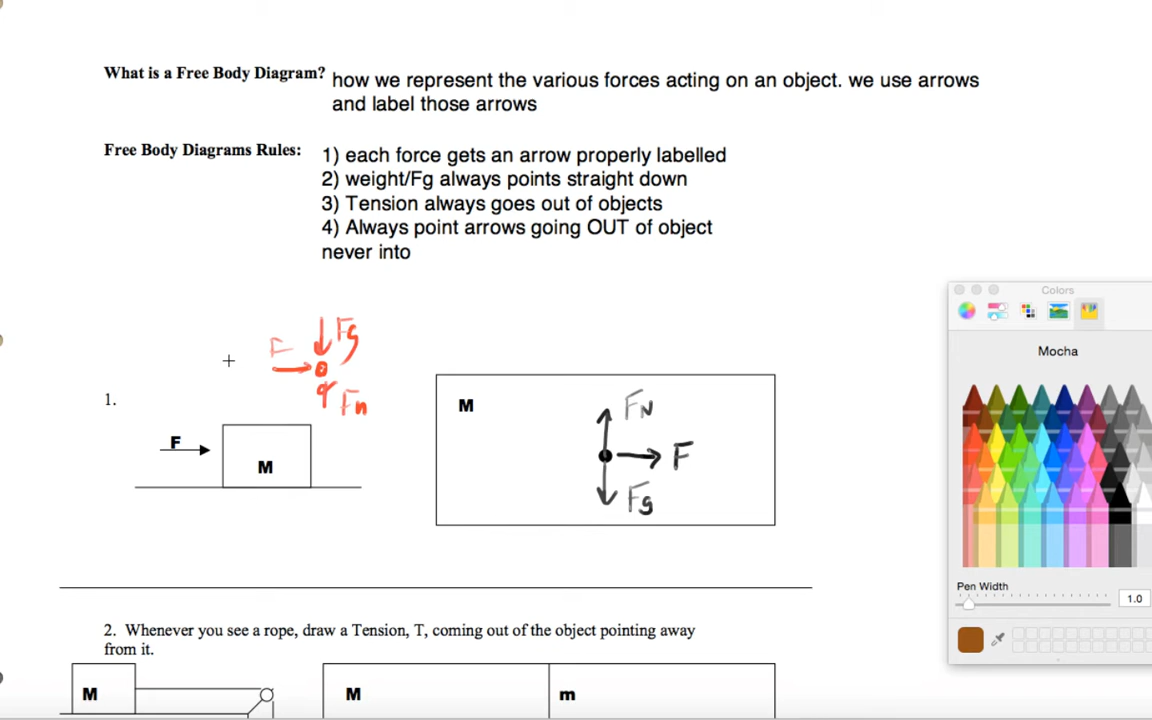 What is a Free Body Diagram? how we represent the various forces acting on an object. we use arrows
and label those arrows
Free Body Diagrams Rules: 1) each force gets an arrow properly labelled
2) weight/Fg always points straight down
3) Tension always goes out of objects
4) Always point arrows going OUT of object
never into
Colors
Mocha
F Fg
Fn
1.
F
M
M
FN
F
Fg
Pen Width
1.0
2. Whenever you see a rope, draw a Tension, T, coming out of the object pointing away
from it.
M
M
m